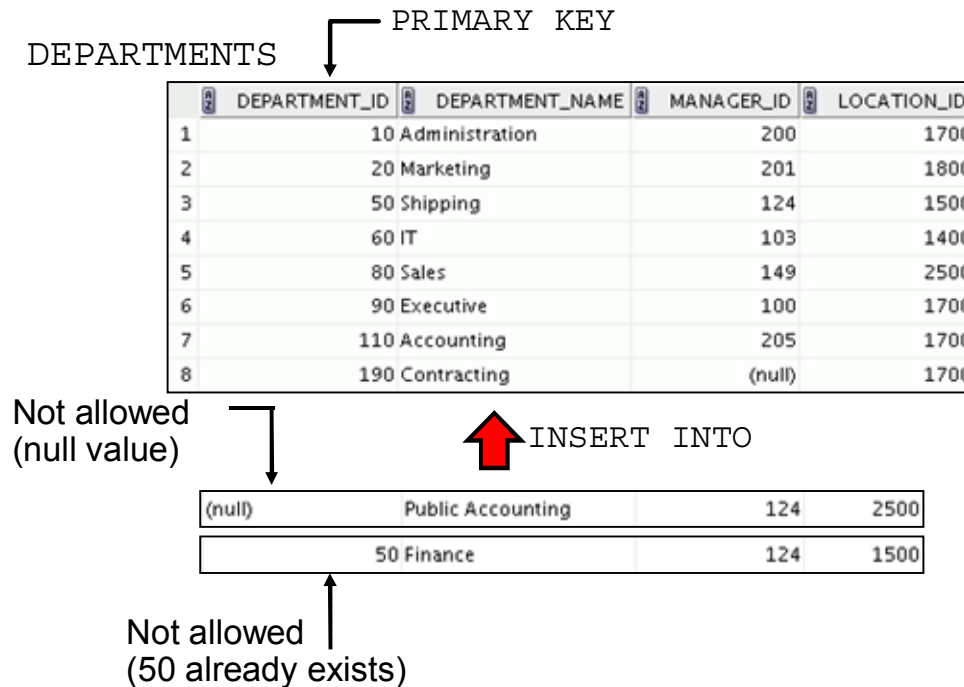 PRIMARY KEY
DEPARTMENTS
DEPARTMENT_ID DEPARTMENT_NAME MANAGER_ID LOCATION_ID
1 10 Administration 200 1700
2 20 Marketing 201 1800
3 50 Shipping 124 1500
4 60 IT 103 1400
5 80 Sales 149 2500
6 90 Executive 100 1700
7 110 Accounting 205 1700
8 190 Contracting (null) 1700
Not allowed
(null value)
INSERT INTO
(null) Public Accounting 124 2500
50 Finance 124 1500
Not allowed
(50 already exists)